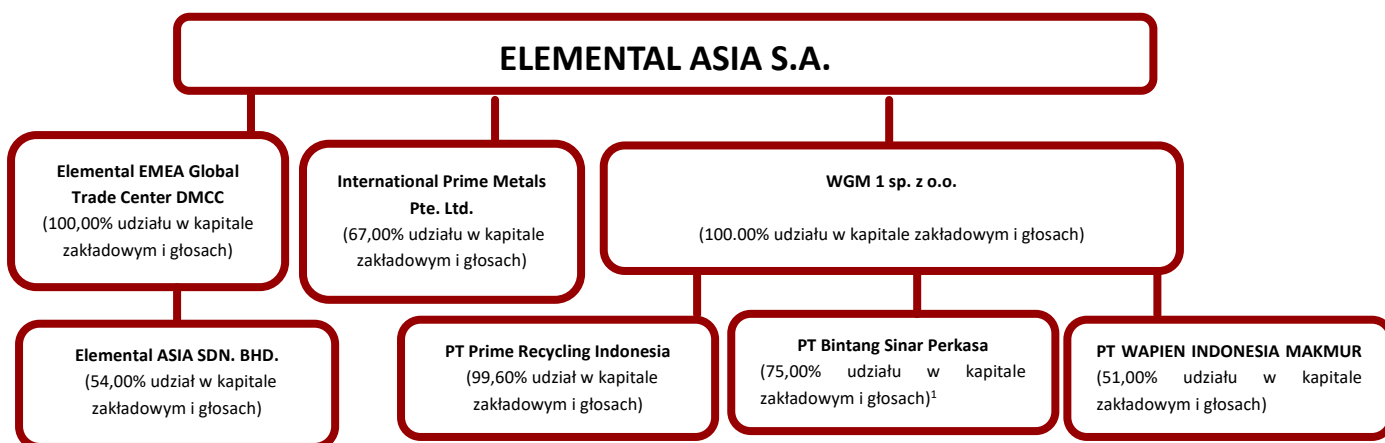 ELEMENTAL ASIA S.A.
Elemental EMEA Global
Trade Center DMCC
(100,00% udziału w kapitale
zakładowym i głosach)
International Prime Metals
Pte. Ltd.
(67,00% udziału w kapitale
zakładowym i głosach)
WGM 1 sp. z o.o.
(100.00% udziału w kapitale zakładowym i głosach)
Elemental ASIA SDN. BHD.
(54,00% udział w kapitale
zakładowym i głosach)
PT Prime Recycling Indonesia
(99,60% udział w kapitale
zakładowym i głosach)
PT Bintang Sinar Perkasa
(75,00% udziału w kapitale
zakładowym i głosach)¹
PT WAPIEN INDONESIA MAKMUR
(51,00% udziału w kapitale
zakładowym i głosach)